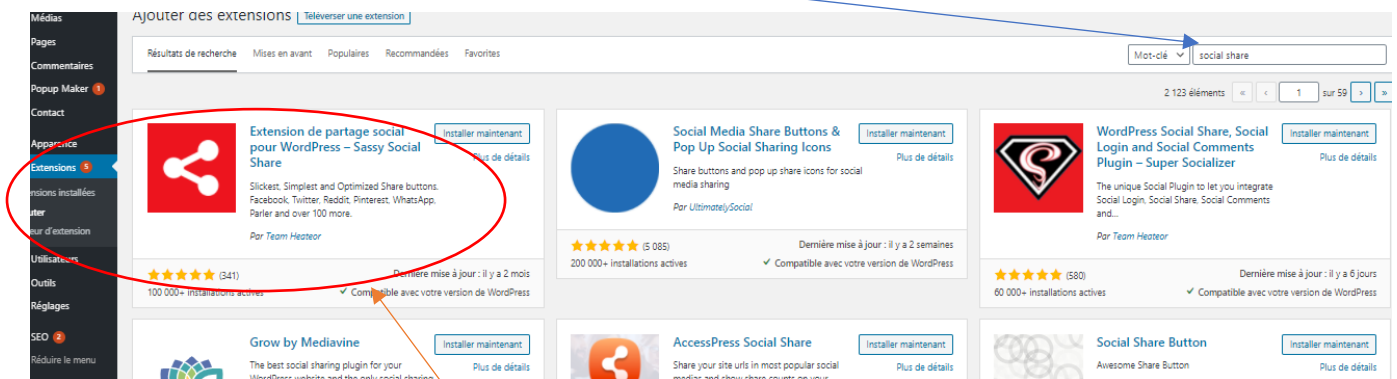 Médias
Pages
Commentaires
Popup Maker 1
Contact
Apparence
Extensions 5
ensions installées
uter
eur d'extension
Utilisateurs
Outils
Réglages
SEO 2
Réduire le menu
Ajouter des extensions Téléverser une extension
Résultats de recherche Mises en avant Populaires Recommandées Favorites
Mot-clé social share
2 123 éléments « ‹ 1 sur 59 › »
Extension de partage social
pour WordPress – Sassy Social
Share
Installer maintenant
Plus de détails
Slickest, Simplest and Optimized Share buttons.
Facebook, Twitter, Reddit, Pinterest, WhatsApp,
Parler and over 100 more.
Par Team Heateor
(341)
Dernière mise à jour : il y a 2 mois
100 000+ installations actives
Compatible avec votre version de WordPress
Social Media Share Buttons &
Pop Up Social Sharing Icons
Installer maintenant
Plus de détails
Share buttons and pop up share icons for social
media sharing
Par UltimatelySocial
(5 085)
Dernière mise à jour : il y a 2 semaines
200 000+ installations actives
Compatible avec votre version de WordPress
WordPress Social Share, Social
Login and Social Comments
Plugin – Super Socializer
Installer maintenant
Plus de détails
The unique Social Plugin to let you integrate
Social Login, Social Share, Social Comments
and...
Par Team Heateor
(580)
Dernière mise à jour : il y a 6 jours
60 000+ installations actives
Compatible avec votre version de WordPress
Grow by Mediavine
Installer maintenant
Plus de détails
The best social sharing plugin for your
WordPress website and the only social sharing
AccessPress Social Share
Installer maintenant
Plus de détails
Share your site urls in most popular social
medias and show share counts on your
Social Share Button
Installer maintenant
Plus de détails
Awesome Share Button